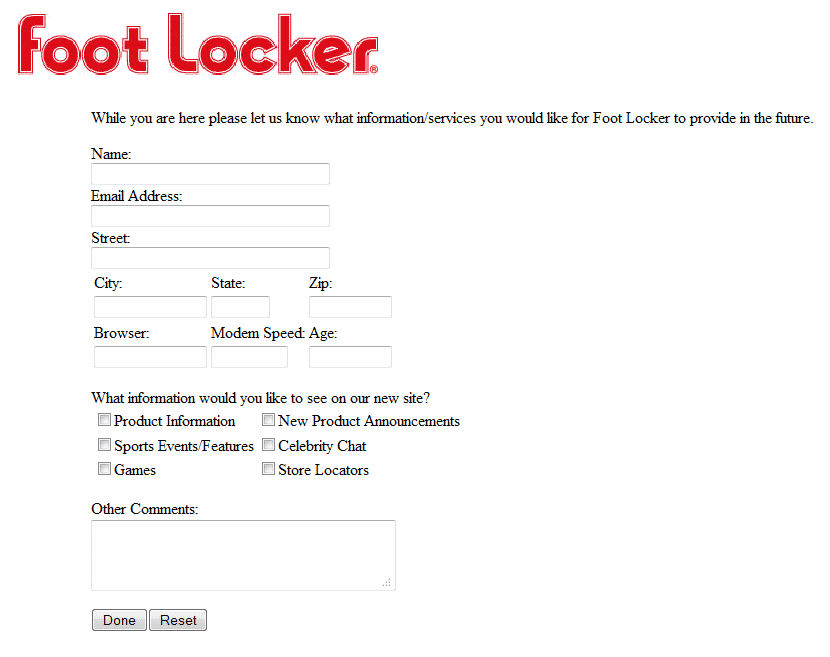 Foot Locker®
While you are here please let us know what information/services you would like for Foot Locker to provide in the future.
Name:
Email Address:
Street:
City: State: Zip:
Browser: Modem Speed: Age:
What information would you like to see on our new site?
Product Information New Product Announcements
Sports Events/Features Celebrity Chat
Games Store Locators
Other Comments:
Done Reset